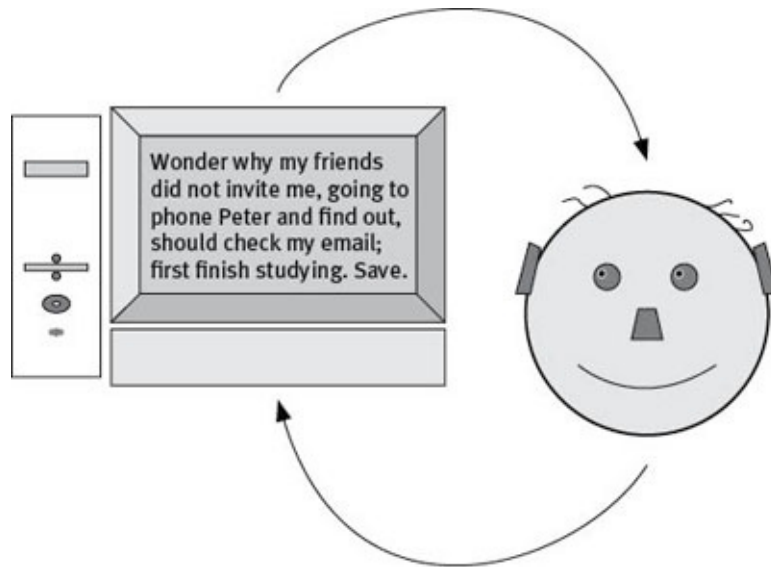 Wonder why my friends
did not invite me, going to
phone Peter and find out,
should check my email;
first finish studying. Save.